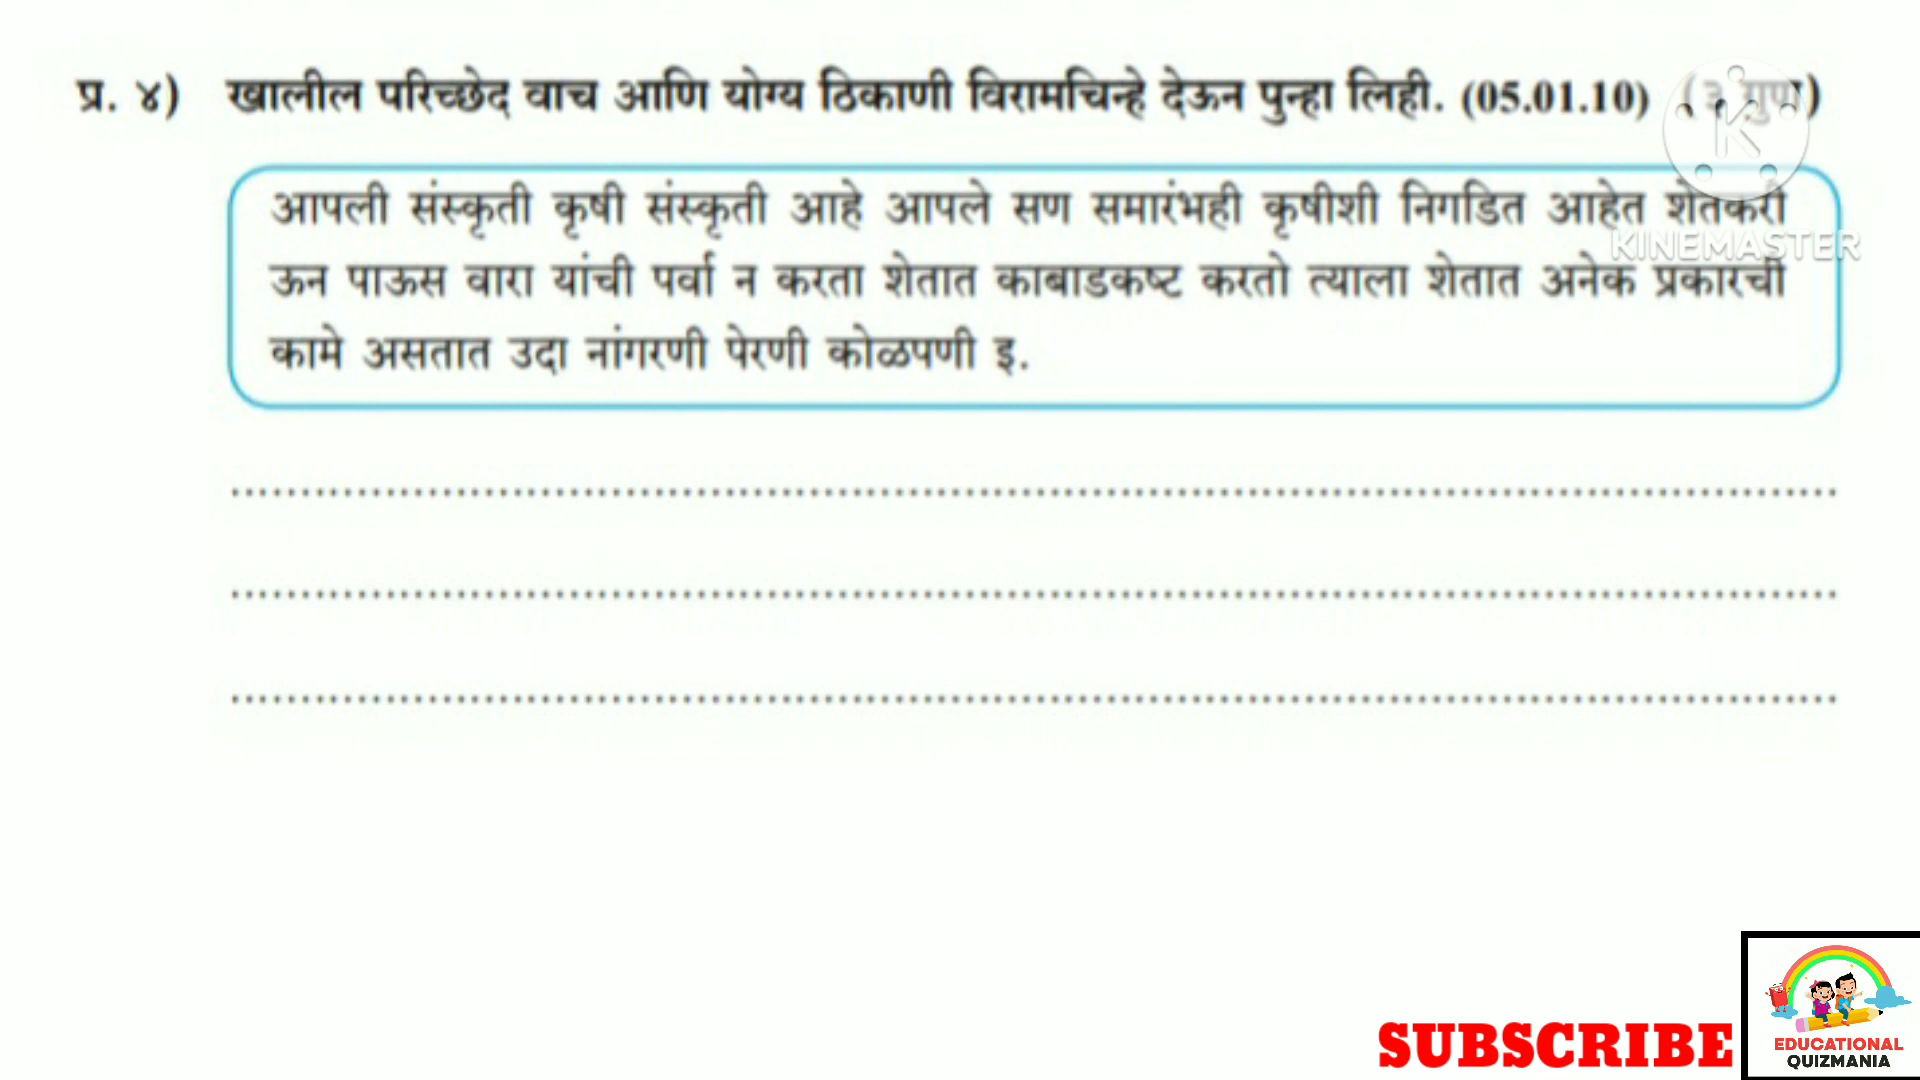 प्र. ४) खालील परिच्छेद वाच आणि योग्य ठिकाणी विरामचिन्हे देऊन पुन्हा लिही. (05.01.10) (३ गुण)
आपली संस्कृती कृषी संस्कृती आहे आपले सण समारंभही कृषीशी निगडित आहेत शेतकरी
ऊन पाऊस वारा यांची पर्वा न करता शेतात काबाडकष्ट करतो त्याला शेतात अनेक प्रकारची
कामे असतात उदा नांगरणी पेरणी कोळपणी इ.
K
KINEMASTER
SUBSCRIBE
EDUCATIONAL
QUIZMANIA